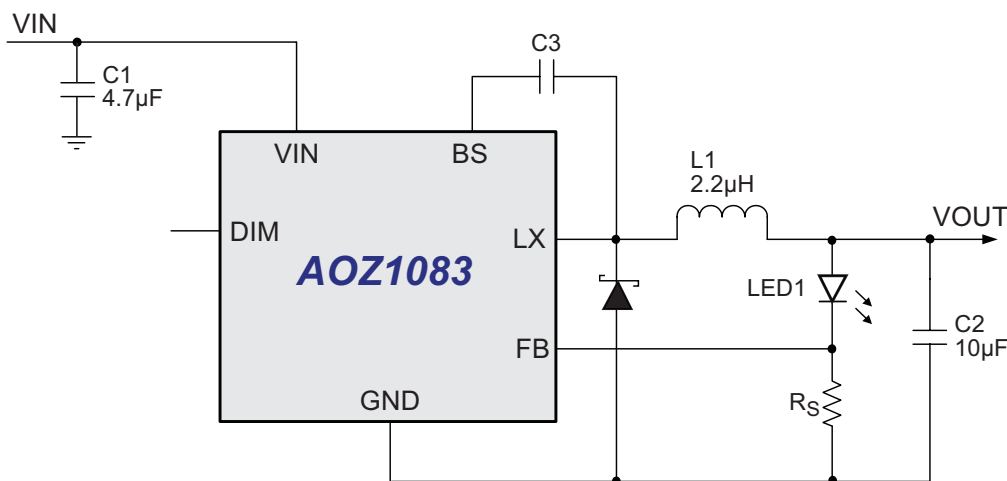 VIN
C1
4.7µF
C3
VIN
BS
DIM
LX
AOZ1083
FB
GND
L1
2.2µH
VOUT
LED1
C2
10µF
RS